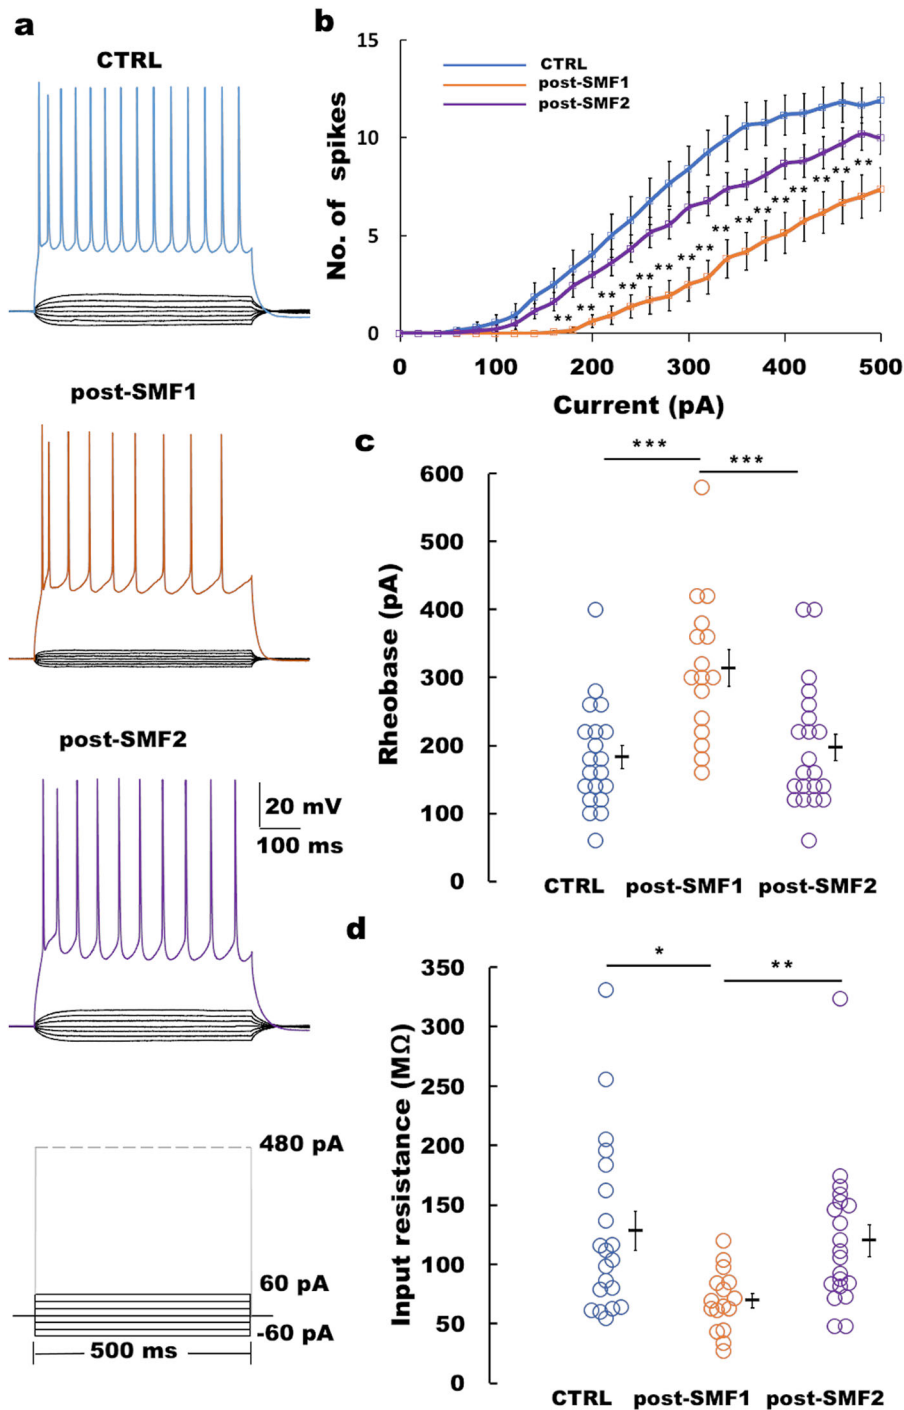 a
CTRL
post-SMF1
post-SMF2
20 mV
100 ms
480 pA
60 pA
-60 pA
500 ms
b
No. of spikes
15
10
5
0
CTRL
post-SMF1
post-SMF2
** ** ** ** ** ** ** ** ** ** ** ** ** ** ** **
0 100 200 300 400 500
Current (pA)
c
*** ***
Rheobase (pA)
600
500
400
300
200
100
0
CTRL post-SMF1 post-SMF2
d
* **
Input resistance (MΩ)
350
300
250
200
150
100
50
0
CTRL post-SMF1 post-SMF2